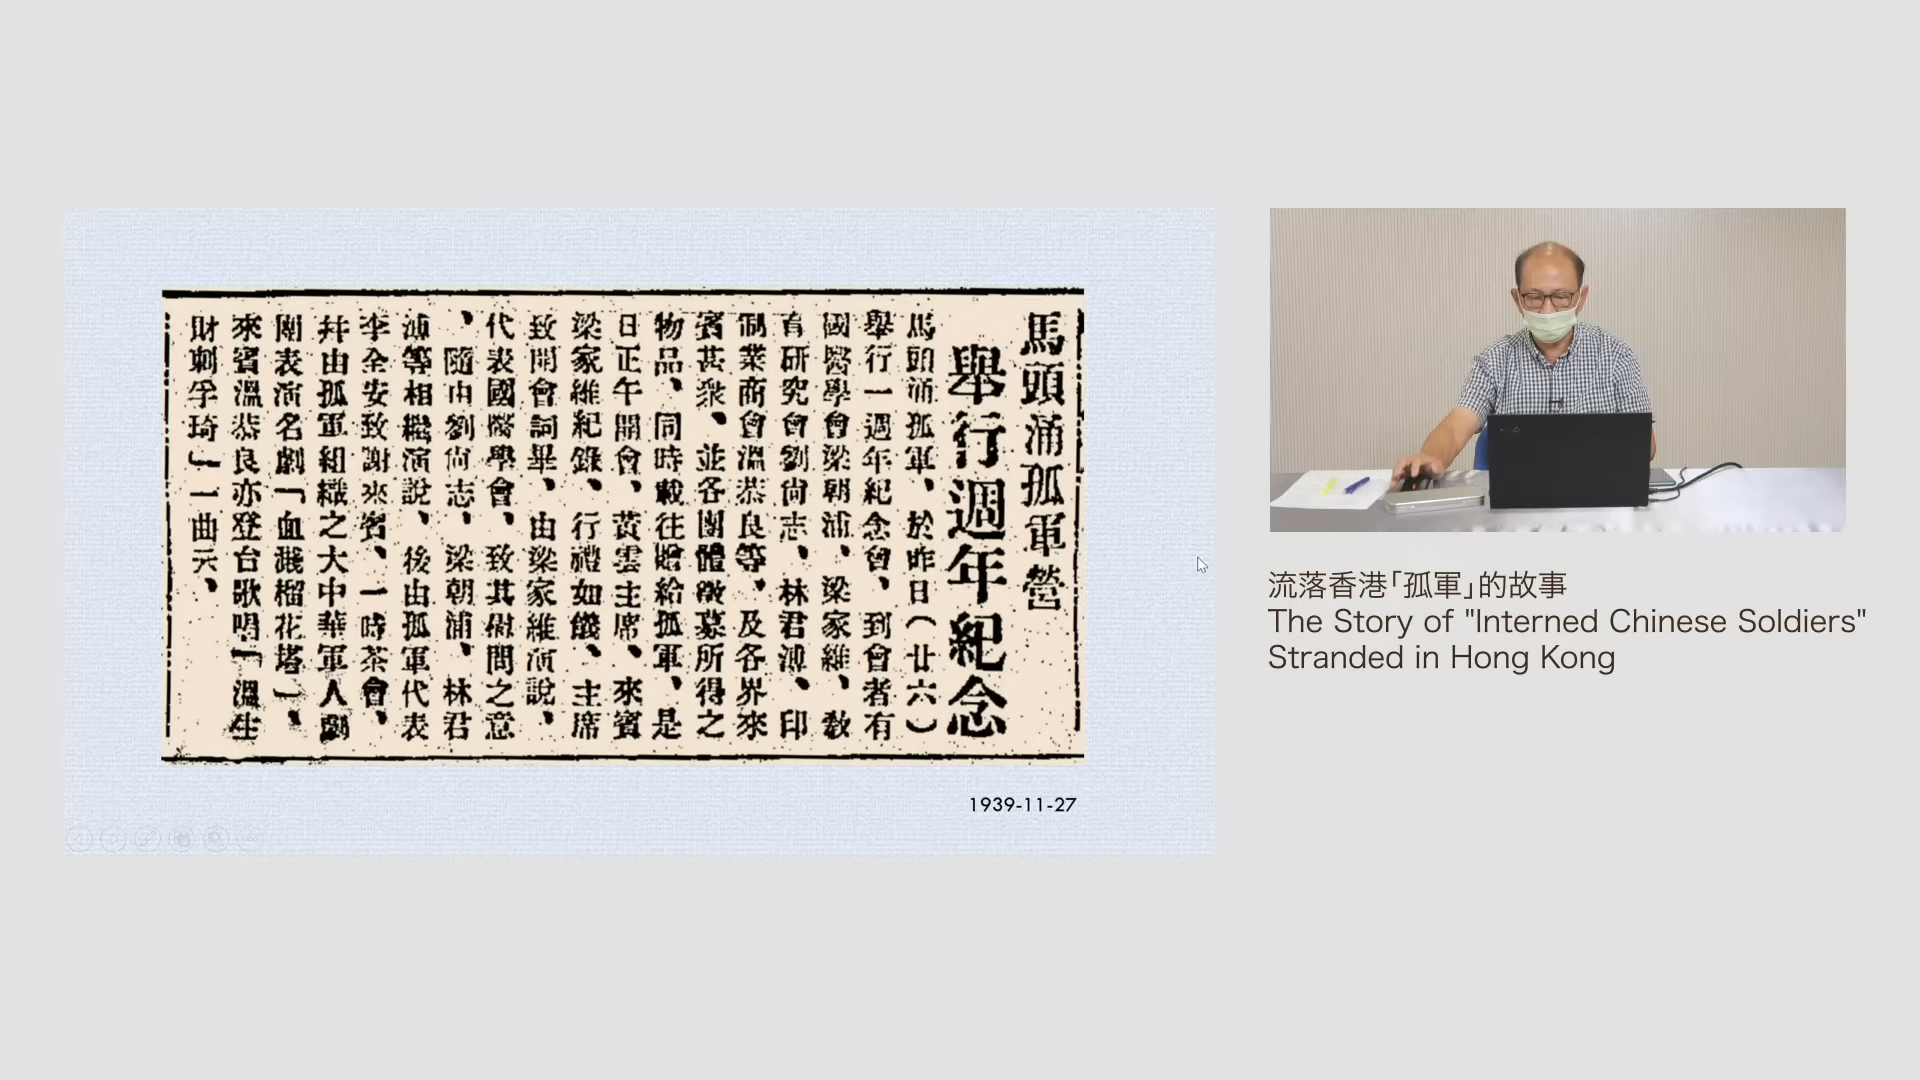 馬頭涌孤軍營
舉行週年紀念
馬頭涌孤軍、於昨日(廿六)
舉行一週年紀念會、到會者有
國醫學會梁朝浦、梁家維、教
育研究會劉尚志、林君溥、印
制業商會溫恭良等、及各界來
賓甚衆、並各團體徵募所得之
物品、同時載往贈給孤軍、是
日正午開會、黃雲主席、來賓
梁家維紀錄、行禮如儀、主席
致開會詞畢、由梁家維演說、
代表國醫學會、致其慰問之意
、隨由劉尚志、梁朝浦、林君
溥等相繼演說、後由孤軍代表
李全安致謝來賓、一時茶會、
幷由孤軍組織之大中華軍人劇
團表演名劇「血濺榴花塔」、
來賓溫恭良亦登台歌唱「溫生
財刺孚琦」一曲云、
1939-11-27
流落香港「孤軍」的故事
The Story of "Interned Chinese Soldiers"
Stranded in Hong Kong